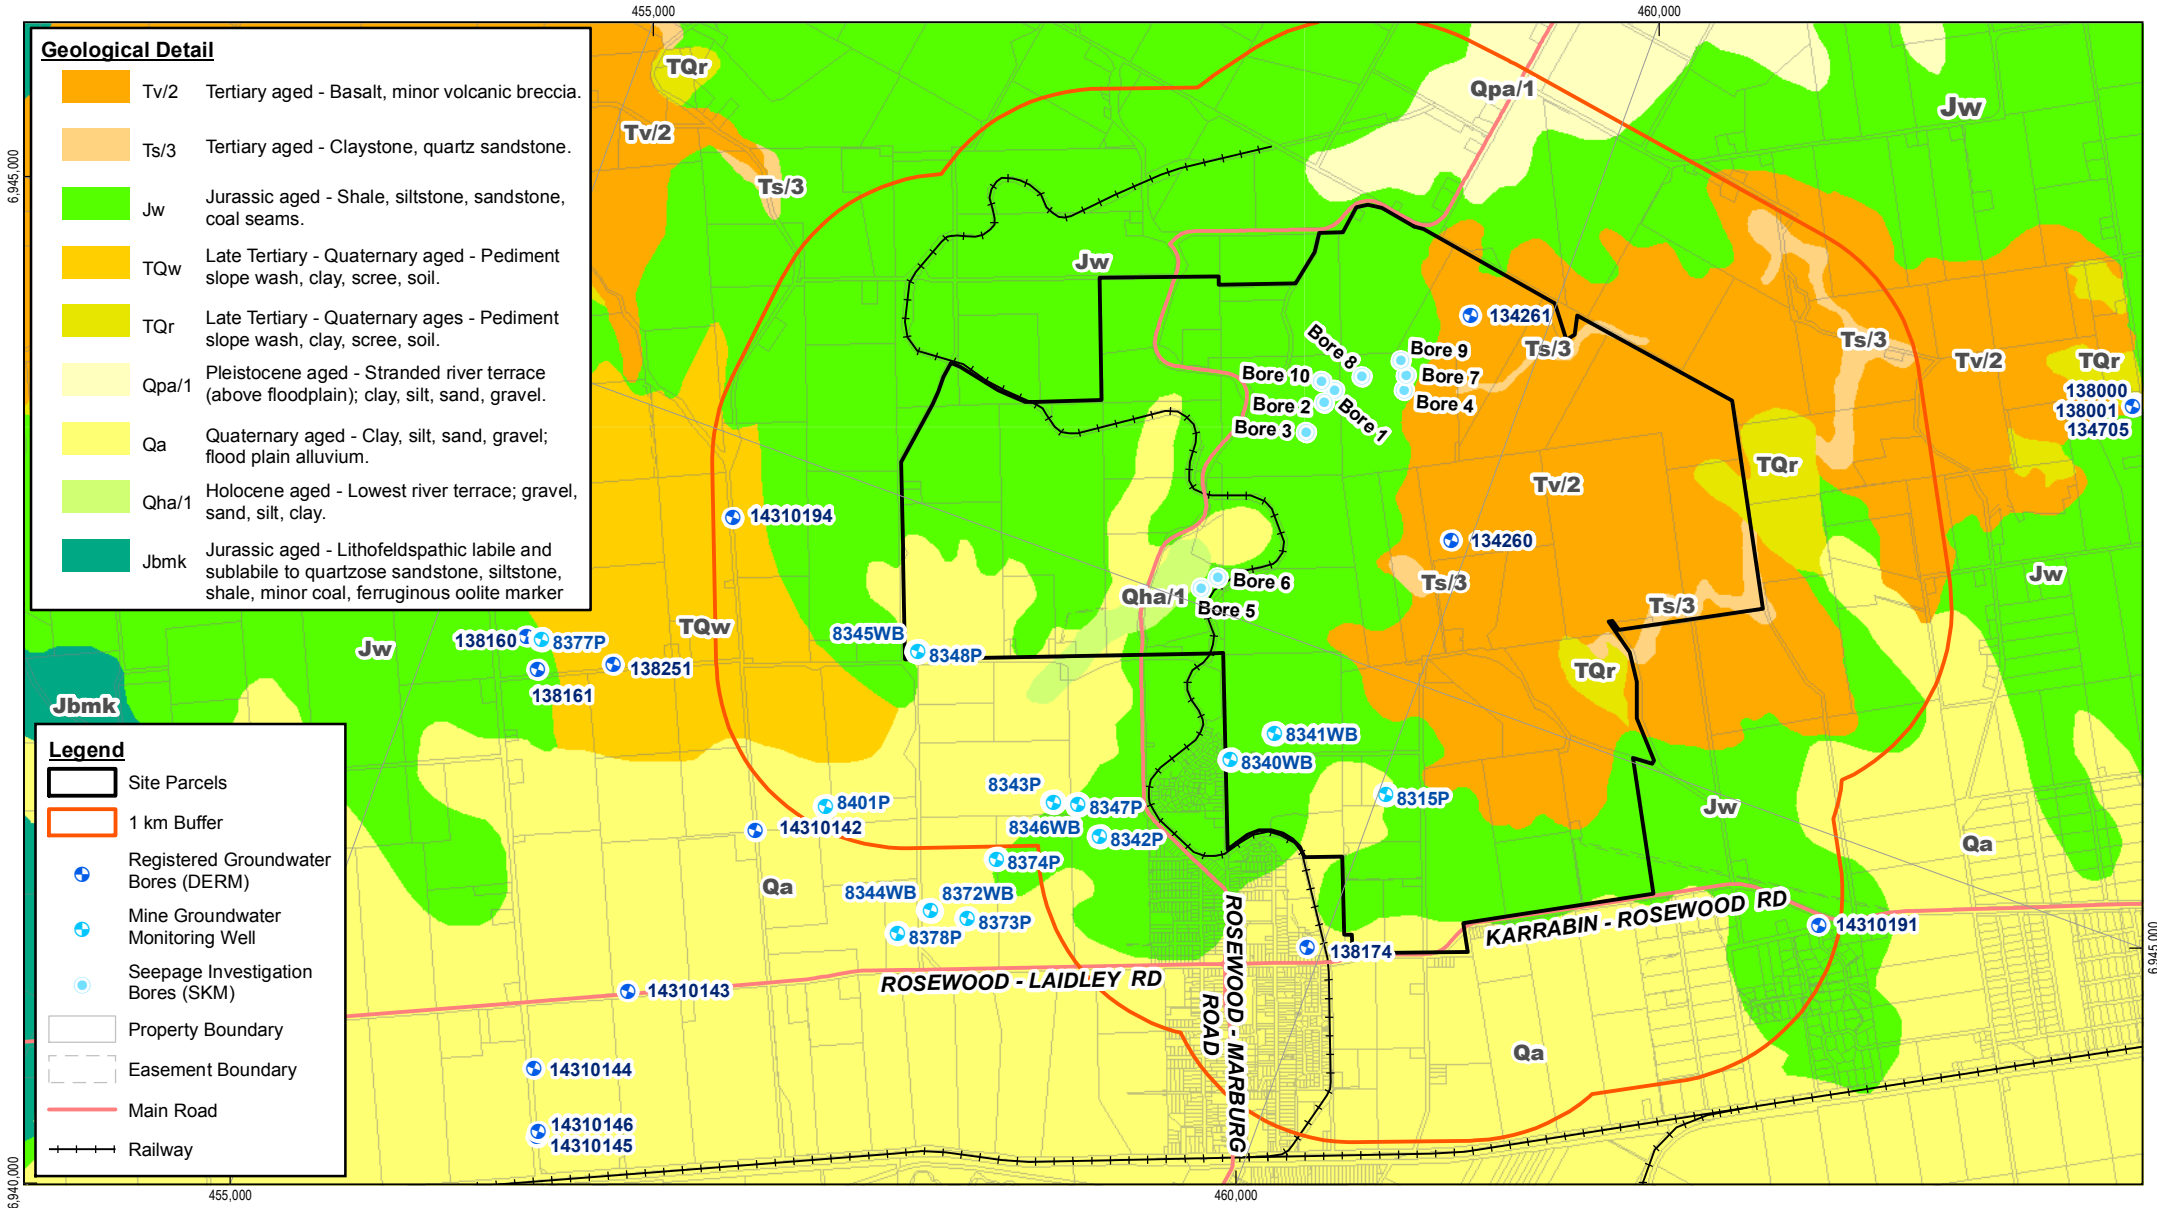 455,000
460,000
Geological Detail
Tv/2 Tertiary aged - Basalt, minor volcanic breccia.
Ts/3 Tertiary aged - Claystone, quartz sandstone.
Jw Jurassic aged - Shale, siltstone, sandstone,
coal seams.
TQw Late Tertiary - Quaternary aged - Pediment
slope wash, clay, scree, soil.
TQr Late Tertiary - Quaternary ages - Pediment
slope wash, clay, scree, soil.
Qpa/1 Pleistocene aged - Stranded river terrace
(above floodplain); clay, silt, sand, gravel.
Qa Quaternary aged - Clay, silt, sand, gravel;
flood plain alluvium.
Qha/1 Holocene aged - Lowest river terrace; gravel,
sand, silt, clay.
Jbmk Jurassic aged - Lithofeldspathic labile and
sublabile to quartzose sandstone, siltstone,
shale, minor coal, ferruginous oolite marker
6,945,000
TQr
Tv/2
Ts/3
Qpa/1
Jw
Jw
134261
Ts/3
Ts/3
Tv/2
TQr
138000
138001
134705
Bore 8
Bore 9
Bore 10
Bore 7
Bore 2
Bore 4
Bore 1
Bore 3
TQr
Tv/2
14310194
134260
Ts/3
Jw
Bore 6
Qha/1
Bore 5
Ts/3
TQw
8345WB
138160
8377P
Jw
8348P
138251
138161
TQr
Jbmk
8341WB
8340WB
8343P
8401P
8347P
8315P
Jw
14310142
8346WB
8342P
Qa
8374P
Qa
8344WB
8372WB
8373P
8378P
KARRABIN - ROSEWOOD RD
14310191
138174
ROSEWOOD - LAIDLEY RD
ROSEWOOD - MARBURG
ROAD
14310143
Qa
14310144
14310146
14310145
6,945,000
Legend
Site Parcels
1 km Buffer
Registered Groundwater
Bores (DERM)
Mine Groundwater
Monitoring Well
Seepage Investigation
Bores (SKM)
Property Boundary
Easement Boundary
Main Road
Railway
6,940,000
455,000
460,000